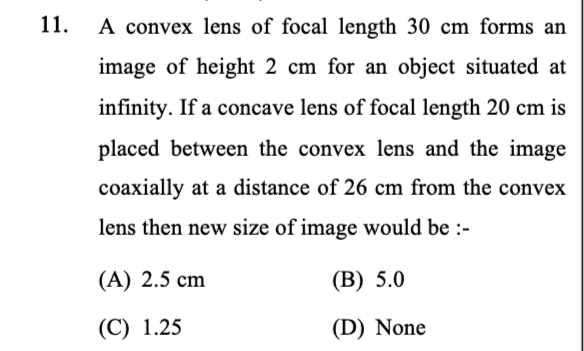 11. A convex lens of focal length 30 cm forms an
image of height 2 cm for an object situated at
infinity. If a concave lens of focal length 20 cm is
placed between the convex lens and the image
coaxially at a distance of 26 cm from the convex
lens then new size of image would be :-
(A) 2.5 cm (B) 5.0
(C) 1.25 (D) None